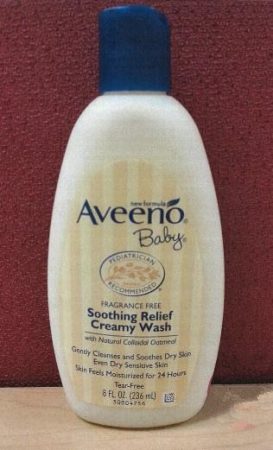 new formula
Aveeno®
Baby®
PEDIATRICIAN
RECOMMENDED
FRAGRANCE FREE
Soothing Relief
Creamy Wash
with Natural Colloidal Oatmeal
Gently Cleanses and Soothes Dry Skin
Even Dry Sensitive Skin
Skin Feels Moisturized for 24 Hours
Tear-Free
8 FL. OZ (236 mL)